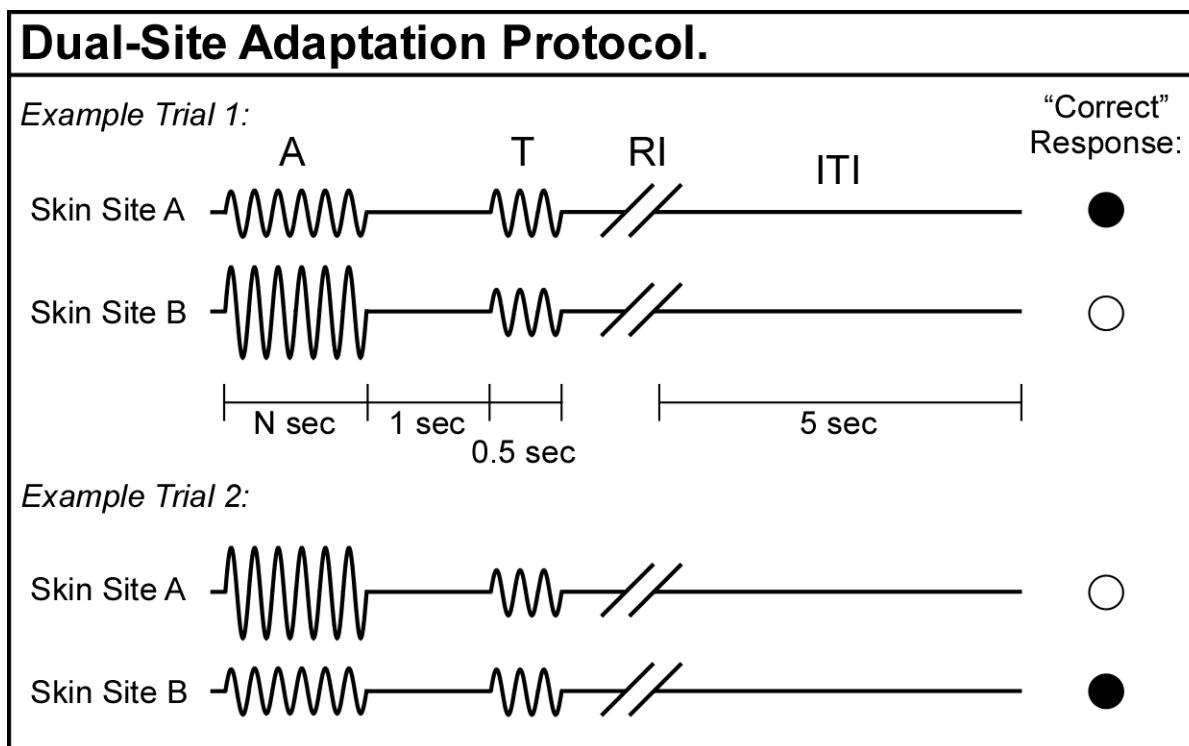 Dual-Site Adaptation Protocol.
Example Trial 1:
“Correct”
Response:
A T RI ITI
Skin Site A
Skin Site B
N sec 1 sec 0.5 sec 5 sec
Example Trial 2:
Skin Site A
Skin Site B